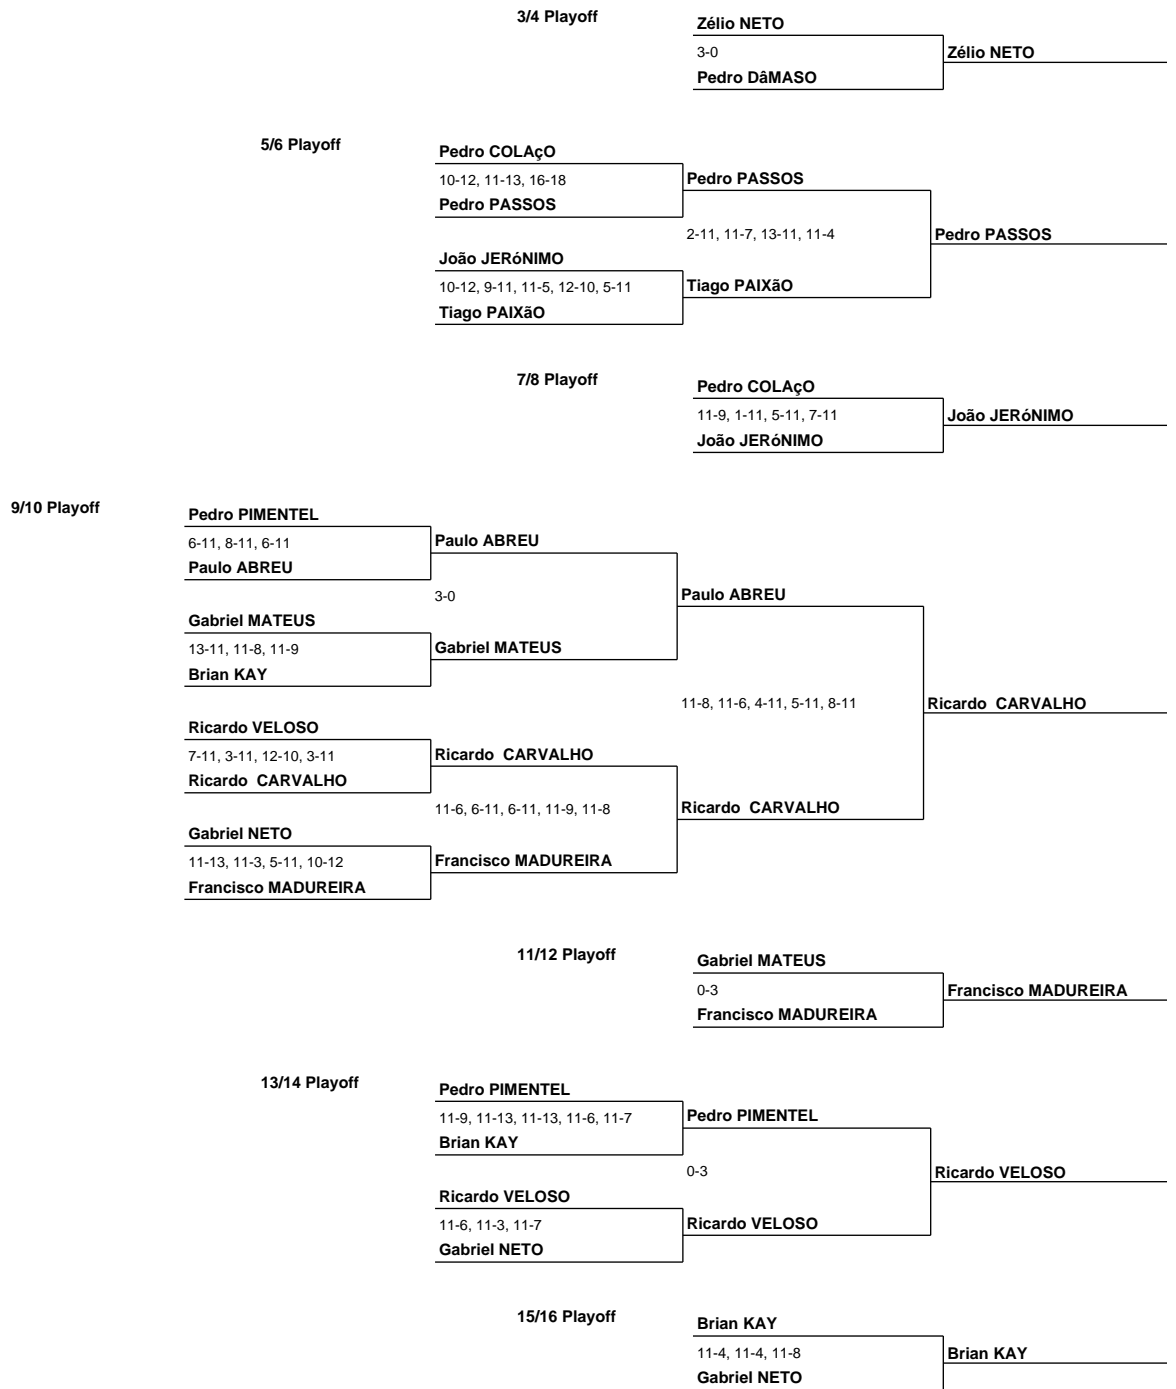 3/4 Playoff
Zélio NETO
3-0
Zélio NETO
Pedro DâMASO
5/6 Playoff
Pedro COLAçO
10-12, 11-13, 16-18
Pedro PASSOS
Pedro PASSOS
2-11, 11-7, 13-11, 11-4
Pedro PASSOS
João JERóNIMO
10-12, 9-11, 11-5, 12-10, 5-11
Tiago PAIXãO
Tiago PAIXãO
7/8 Playoff
Pedro COLAçO
11-9, 1-11, 5-11, 7-11
João JERóNIMO
João JERóNIMO
9/10 Playoff
Pedro PIMENTEL
6-11, 8-11, 6-11
Paulo ABREU
Paulo ABREU
3-0
Paulo ABREU
Gabriel MATEUS
13-11, 11-8, 11-9
Gabriel MATEUS
Brian KAY
11-8, 11-6, 4-11, 5-11, 8-11
Ricardo  CARVALHO
Ricardo VELOSO
7-11, 3-11, 12-10, 3-11
Ricardo  CARVALHO
Ricardo  CARVALHO
11-6, 6-11, 6-11, 11-9, 11-8
Ricardo  CARVALHO
Gabriel NETO
11-13, 11-3, 5-11, 10-12
Francisco MADUREIRA
Francisco MADUREIRA
11/12 Playoff
Gabriel MATEUS
0-3
Francisco MADUREIRA
Francisco MADUREIRA
13/14 Playoff
Pedro PIMENTEL
11-9, 11-13, 11-13, 11-6, 11-7
Pedro PIMENTEL
Brian KAY
0-3
Ricardo VELOSO
Ricardo VELOSO
11-6, 11-3, 11-7
Ricardo VELOSO
Gabriel NETO
15/16 Playoff
Brian KAY
11-4, 11-4, 11-8
Brian KAY
Gabriel NETO